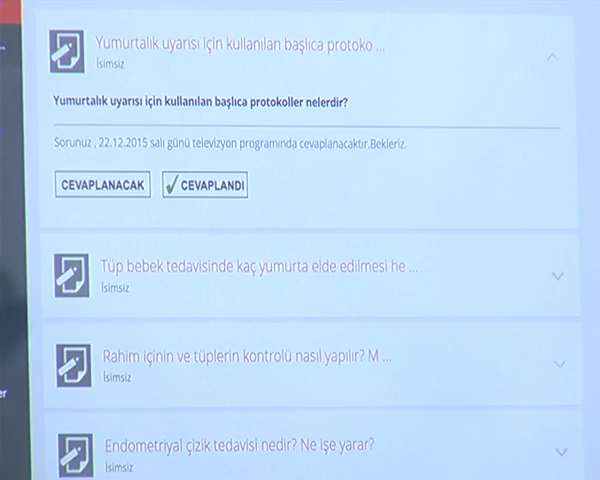 Yumurtalık uyarısı için kullanılan başlıca protoko ...
İsimsiz
Yumurtalık uyarısı için kullanılan başlıca protokoller nelerdir?
Sorunuz , 22.12.2015 salı günü televizyon programında cevaplanacaktır.Bekleriz.
CEVAPLANACAK
CEVAPLANDI
Tüp bebek tedavisinde kaç yumurta elde edilmesi he ...
İsimsiz
Rahim içinin ve tüplerin kontrolü nasıl yapılır? M ...
İsimsiz
er
Endometriyal çizik tedavisi nedir? Ne işe yarar?
İsimsiz